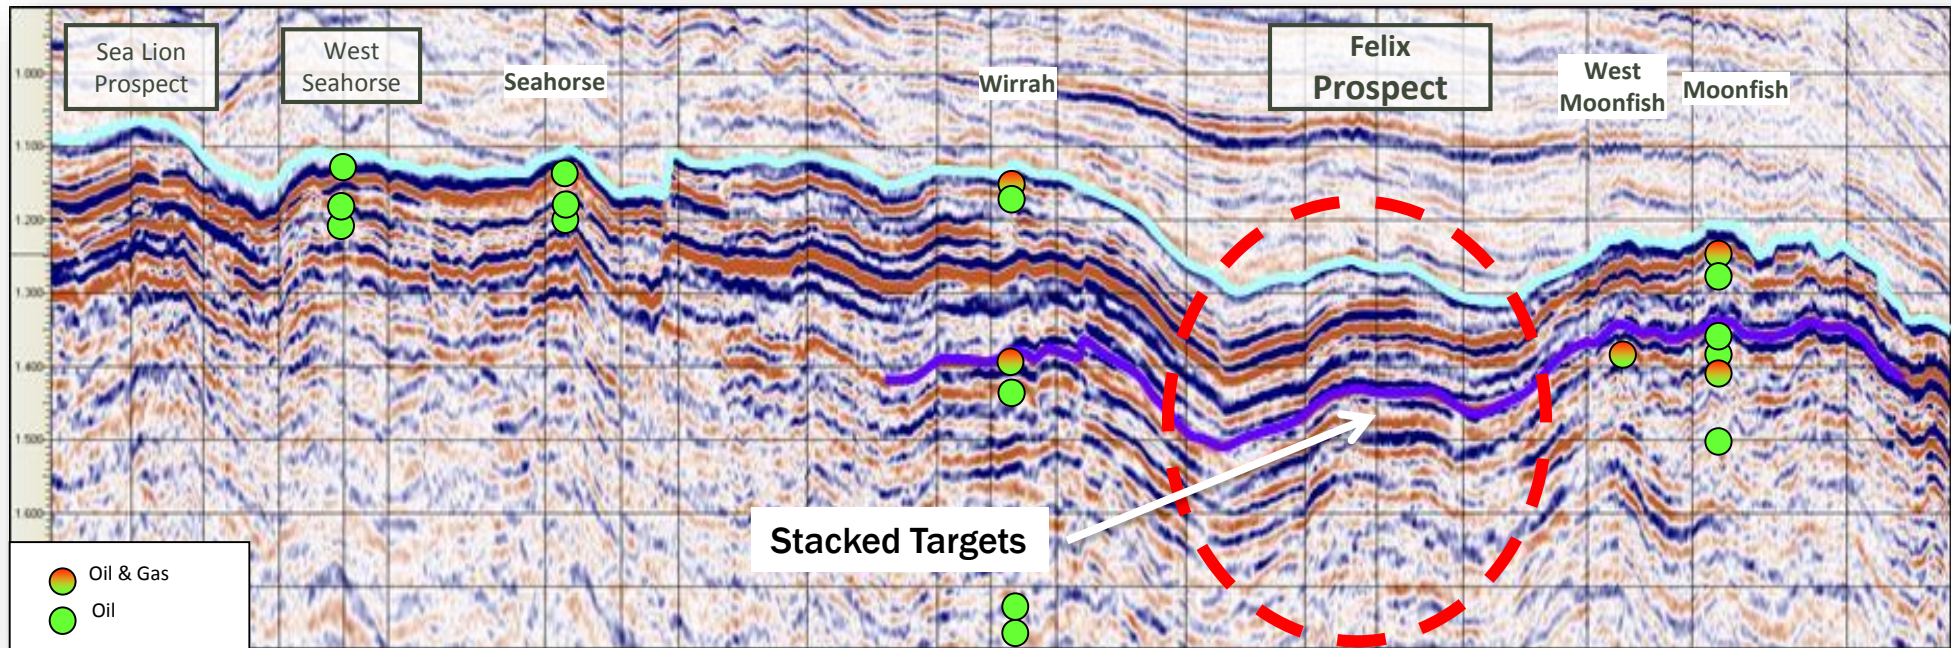 Sea Lion
Prospect
West
Seahorse
Seahorse
Wirrah
Felix
Prospect
West
Moonfish
Moonfish
1.000
1.100
1.200
1.300
1.400
1.500
1.600
Stacked Targets
Oil & Gas
Oil